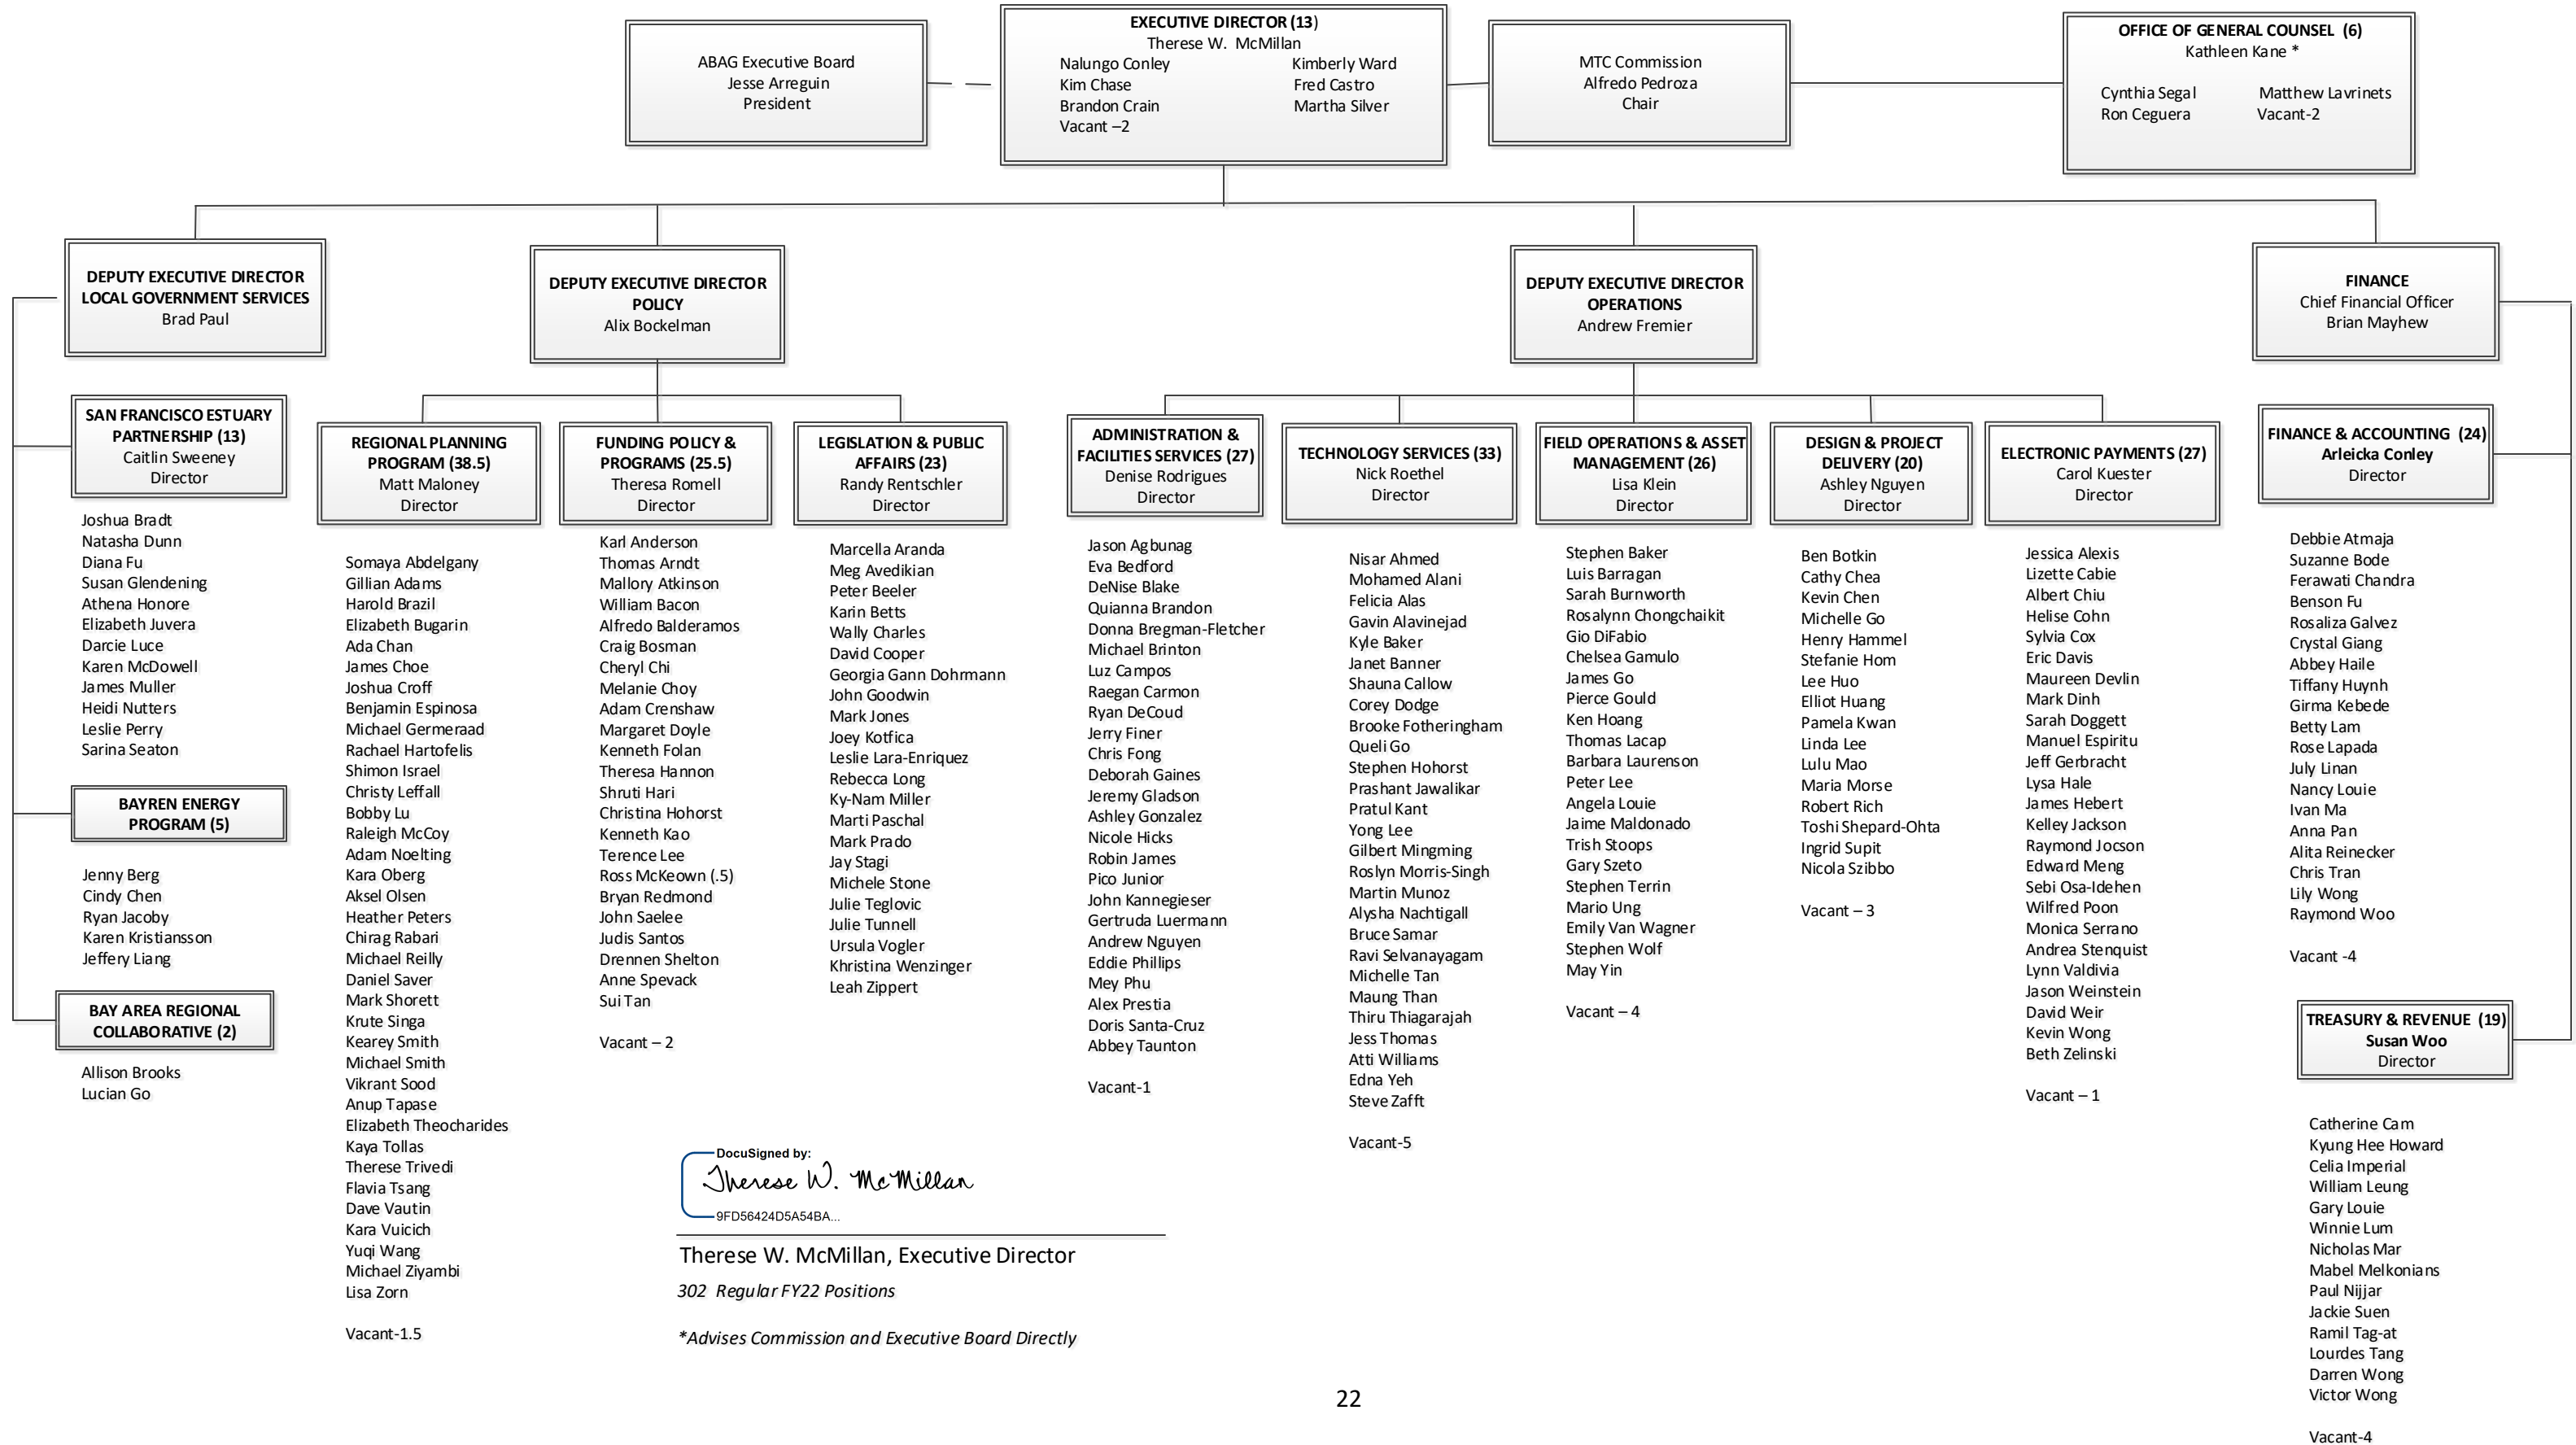 ABAG Executive Board
Jesse Arreguin
President
EXECUTIVE DIRECTOR (13)
Therese W. McMillan
Nalungo Conley
Kim Chase
Brandon Crain
Vacant –2
Kimberly Ward
Fred Castro
Martha Silver
MTC Commission
Alfredo Pedroza
Chair
OFFICE OF GENERAL COUNSEL (6)
Kathleen Kane *
Cynthia Segal
Ron Ceguera
Matthew Lavrinets
Vacant-2
DEPUTY EXECUTIVE DIRECTOR
LOCAL GOVERNMENT SERVICES
Brad Paul
DEPUTY EXECUTIVE DIRECTOR
POLICY
Alix Bockelman
DEPUTY EXECUTIVE DIRECTOR
OPERATIONS
Andrew Fremier
FINANCE
Chief Financial Officer
Brian Mayhew
SAN FRANCISCO ESTUARY
PARTNERSHIP (13)
Caitlin Sweeney
Director
Joshua Bradt
Natasha Dunn
Diana Fu
Susan Glendening
Athena Honore
Elizabeth Juvera
Darcie Luce
Karen McDowell
James Muller
Heidi Nutters
Leslie Perry
Sarina Seaton
BAYREN ENERGY
PROGRAM (5)
Jenny Berg
Cindy Chen
Ryan Jacoby
Karen Kristiansson
Jeffery Liang
BAY AREA REGIONAL
COLLABORATIVE (2)
Allison Brooks
Lucian Go
REGIONAL PLANNING
PROGRAM (38.5)
Matt Maloney
Director
Somaya Abdelgany
Gillian Adams
Harold Brazil
Elizabeth Bugarin
Ada Chan
James Choe
Joshua Croff
Benjamin Espinosa
Michael Germeraad
Rachael Hartofelis
Shimon Israel
Christy Leffall
Bobby Lu
Raleigh McCoy
Adam Noelting
Kara Oberg
Aksel Olsen
Heather Peters
Chirag Rabari
Michael Reilly
Daniel Saver
Mark Shorett
Krute Singa
Kearey Smith
Michael Smith
Vikrant Sood
Anup Tapase
Elizabeth Theocharides
Kaya Tollas
Therese Trivedi
Flavia Tsang
Dave Vautin
Kara Vuicich
Yuqi Wang
Michael Ziyambi
Lisa Zorn
Vacant-1.5
FUNDING POLICY &
PROGRAMS (25.5)
Theresa Romell
Director
Karl Anderson
Thomas Arndt
Mallory Atkinson
William Bacon
Alfredo Balderamos
Craig Bosman
Cheryl Chi
Melanie Choy
Adam Crenshaw
Margaret Doyle
Kenneth Folan
Theresa Hannon
Shruti Hari
Christina Hohorst
Kenneth Kao
Terence Lee
Ross McKeown (.5)
Bryan Redmond
John Saelee
Judis Santos
Drennen Shelton
Anne Spevack
Sui Tan
Vacant – 2
LEGISLATION & PUBLIC
AFFAIRS (23)
Randy Rentschler
Director
Marcella Aranda
Meg Avedikian
Peter Beeler
Karin Betts
Wally Charles
David Cooper
Georgia Gann Dohrmann
John Goodwin
Mark Jones
Joey Kotfica
Leslie Lara-Enriquez
Rebecca Long
Ky-Nam Miller
Marti Paschal
Mark Prado
Jay Stagi
Michele Stone
Julie Teglovic
Julie Tunnell
Ursula Vogler
Khristina Wenzinger
Leah Zippert
ADMINISTRATION &
FACILITIES SERVICES (27)
Denise Rodrigues
Director
Jason Agbunag
Eva Bedford
DeNise Blake
Quianna Brandon
Donna Bregman-Fletcher
Michael Brinton
Luz Campos
Raegan Carmon
Ryan DeCoud
Jerry Finer
Chris Fong
Deborah Gaines
Jeremy Gladson
Ashley Gonzalez
Nicole Hicks
Robin James
Pico Junior
John Kannegieser
Gertruda Luermann
Andrew Nguyen
Eddie Phillips
Mey Phu
Alex Prestia
Doris Santa-Cruz
Abbey Taunton
Vacant-1
TECHNOLOGY SERVICES (33)
Nick Roethel
Director
Nisar Ahmed
Mohamed Alani
Felicia Alas
Gavin Alavinejad
Kyle Baker
Janet Banner
Shauna Callow
Corey Dodge
Brooke Fotheringham
Queli Go
Stephen Hohorst
Prashant Jawalikar
Pratul Kant
Yong Lee
Gilbert Mingming
Roslyn Morris-Singh
Martin Munoz
Alysha Nachtigall
Bruce Samar
Ravi Selvanayagam
Michelle Tan
Maung Than
Thiru Thiagarajah
Jess Thomas
Atti Williams
Edna Yeh
Steve Zafft
Vacant-5
FIELD OPERATIONS & ASSET
MANAGEMENT (26)
Lisa Klein
Director
Stephen Baker
Luis Barragan
Sarah Burnworth
Rosalynn Chongchaikit
Gio DiFabio
Chelsea Gamulo
James Go
Pierce Gould
Ken Hoang
Thomas Lacap
Barbara Laurenson
Peter Lee
Angela Louie
Jaime Maldonado
Trish Stoops
Gary Szeto
Stephen Terrin
Mario Ung
Emily Van Wagner
Stephen Wolf
May Yin
Vacant – 4
DESIGN & PROJECT
DELIVERY (20)
Ashley Nguyen
Director
Ben Botkin
Cathy Chea
Kevin Chen
Michelle Go
Henry Hammel
Stefanie Hom
Lee Huo
Elliot Huang
Pamela Kwan
Linda Lee
Lulu Mao
Maria Morse
Robert Rich
Toshi Shepard-Ohta
Ingrid Supit
Nicola Szibbo
Vacant – 3
ELECTRONIC PAYMENTS (27)
Carol Kuester
Director
Jessica Alexis
Lizette Cabie
Albert Chiu
Helise Cohn
Sylvia Cox
Eric Davis
Maureen Devlin
Mark Dinh
Sarah Doggett
Manuel Espiritu
Jeff Gerbracht
Lysa Hale
James Hebert
Kelley Jackson
Raymond Jocson
Edward Meng
Sebi Osa-Idehen
Wilfred Poon
Monica Serrano
Andrea Stenquist
Lynn Valdivia
Jason Weinstein
David Weir
Kevin Wong
Beth Zelinski
Vacant – 1
FINANCE & ACCOUNTING (24)
Arleicka Conley
Director
Debbie Atmaja
Suzanne Bode
Ferawati Chandra
Benson Fu
Rosaliza Galvez
Crystal Giang
Abbey Haile
Tiffany Huynh
Girma Kebede
Betty Lam
Rose Lapada
July Linan
Nancy Louie
Ivan Ma
Anna Pan
Alita Reinecker
Chris Tran
Lily Wong
Raymond Woo
Vacant -4
TREASURY & REVENUE (19)
Susan Woo
Director
Catherine Cam
Kyung Hee Howard
Celia Imperial
William Leung
Gary Louie
Winnie Lum
Nicholas Mar
Mabel Melkonians
Paul Nijjar
Jackie Suen
Ramil Tag-at
Lourdes Tang
Darren Wong
Victor Wong
Vacant-4
DocuSigned by:
Therese W. McMillan
9FD56424D5A54BA...
Therese W. McMillan, Executive Director
302 Regular FY22 Positions
*Advises Commission and Executive Board Directly
22